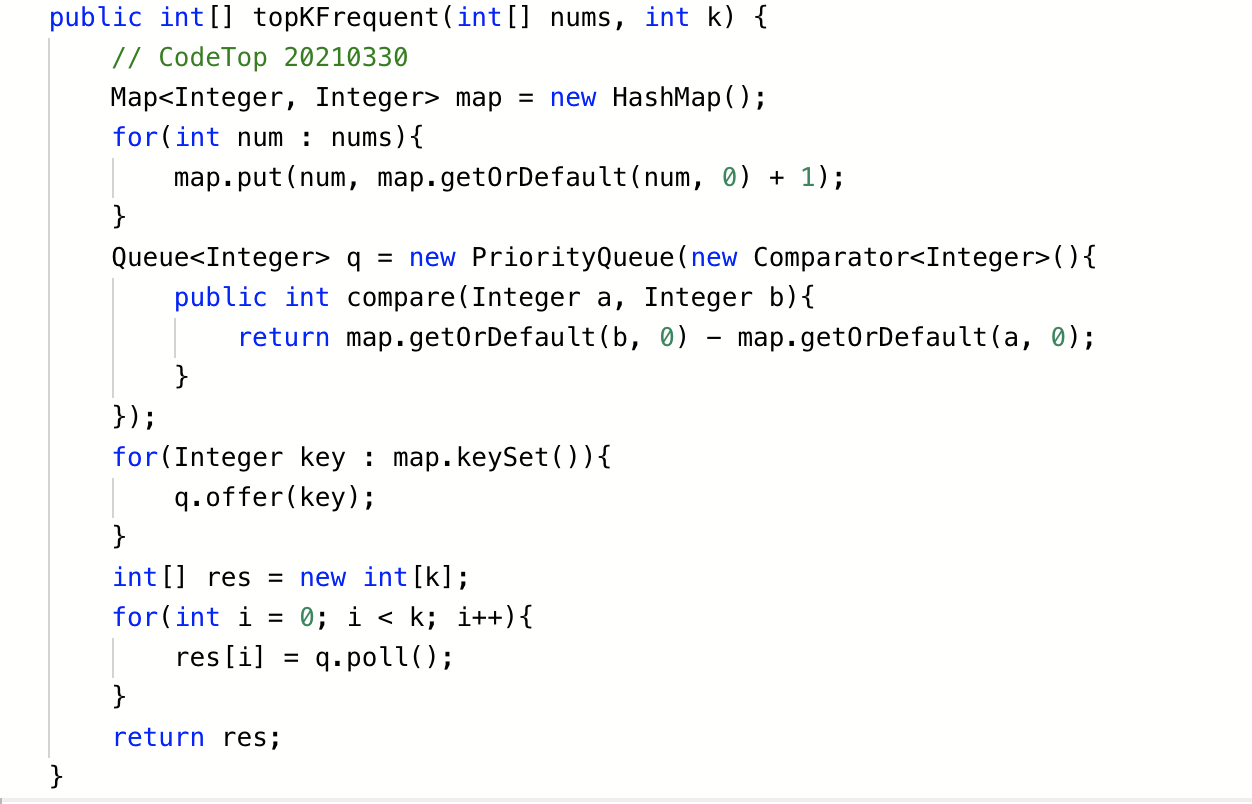 public int[] topKFrequent(int[] nums, int k) {
    // CodeTop 20210330
    Map<Integer, Integer> map = new HashMap();
    for(int num : nums){
        map.put(num, map.getOrDefault(num, 0) + 1);
    }
    Queue<Integer> q = new PriorityQueue(new Comparator<Integer>(){
        public int compare(Integer a, Integer b){
            return map.getOrDefault(b, 0) - map.getOrDefault(a, 0);
        }
    });
    for(Integer key : map.keySet()){
        q.offer(key);
    }
    int[] res = new int[k];
    for(int i = 0; i < k; i++){
        res[i] = q.poll();
    }
    return res;
}